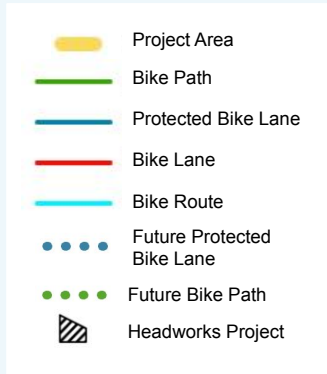 Project Area
Bike Path
Protected Bike Lane
Bike Lane
Bike Route
Future Protected
Bike Lane
Future Bike Path
Headworks Project